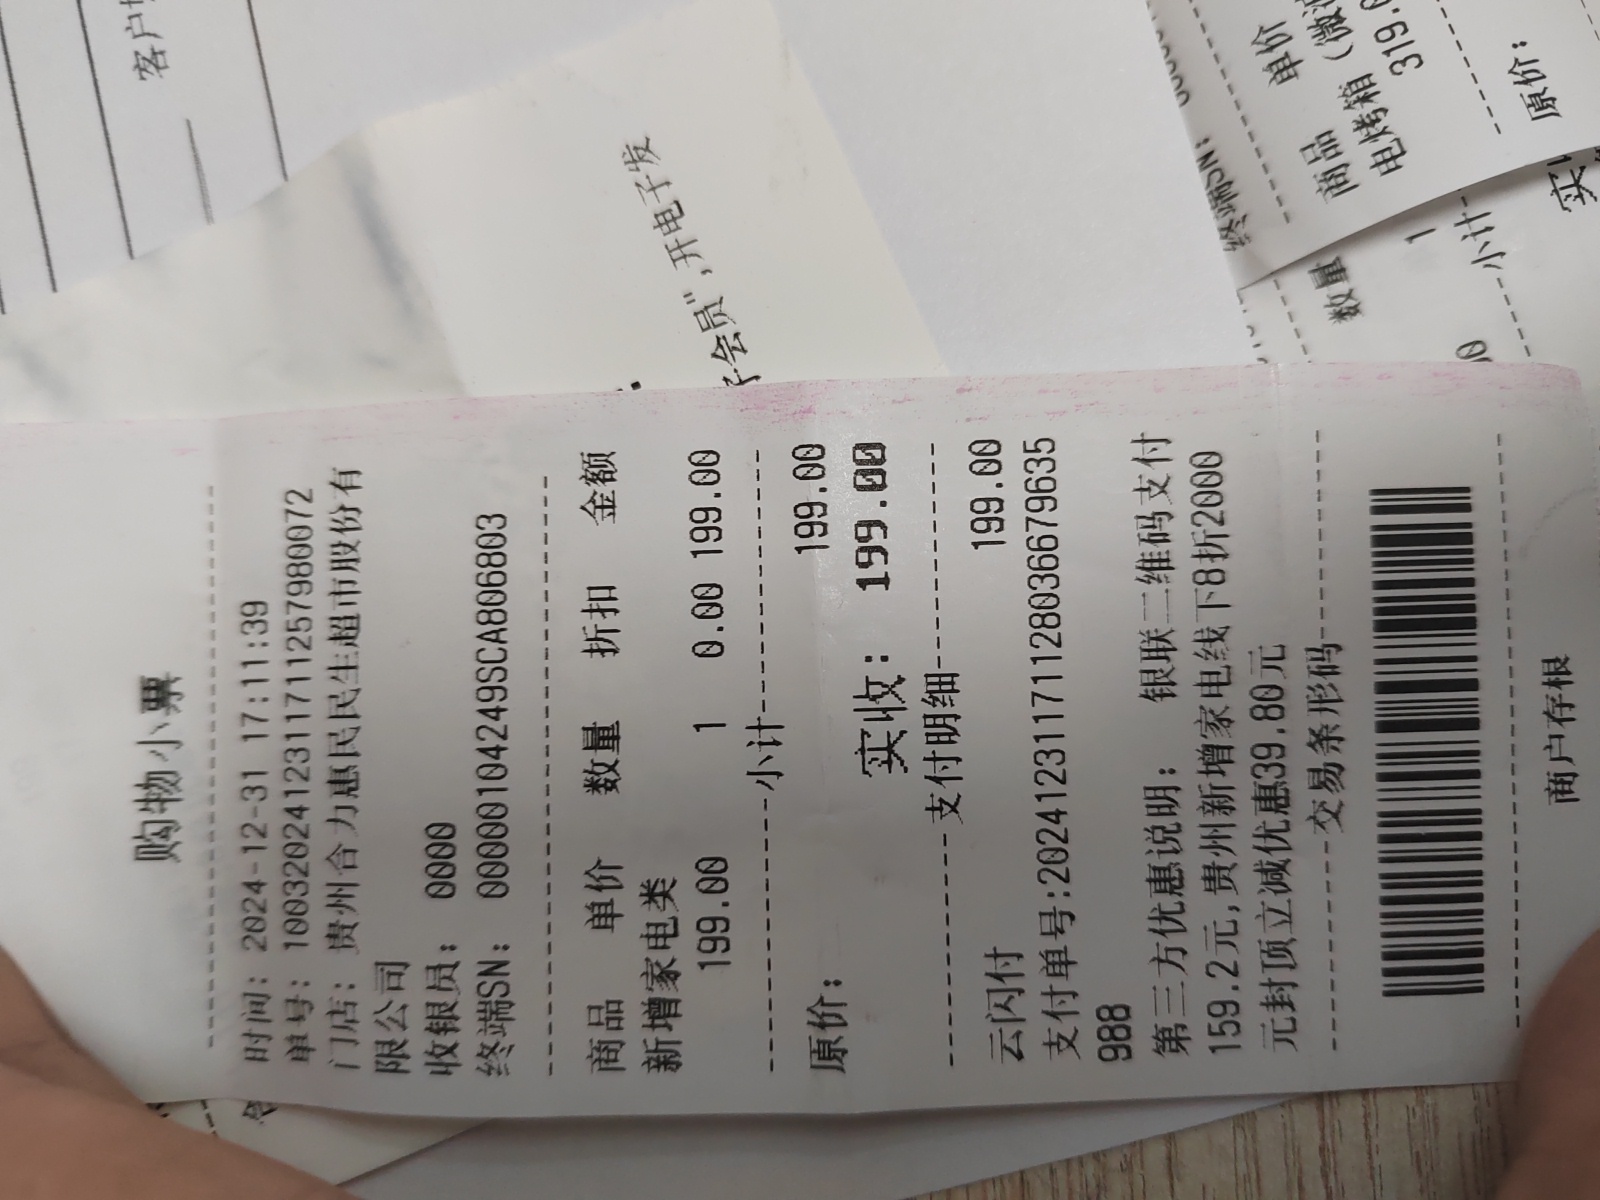 购物小票
时间: 2024-12-31 17:11:39
单号: 100320241231171125798​0072
门店: 贵州合力惠民民生超市股份有
限公司
收银员: 0000
终端SN: 00000104249SCA806803
商品 单价 数量 折扣 金额
新增家电类
199.00 1 0.00 199.00
小计
原价: 199.00
实收: 199.00
支付明细
云闪付 199.00
支付单号:20241231171128036679635
988
第三方优惠说明: 银联二维码支付
159.2元,贵州新增家电线下8折2000
元封顶立减优惠39.80元
交易条形码
商户存根
客户
会员",开电子发
终端SN:
商品 单价
电烤箱 (微
319.
原价:
数量
1
小计